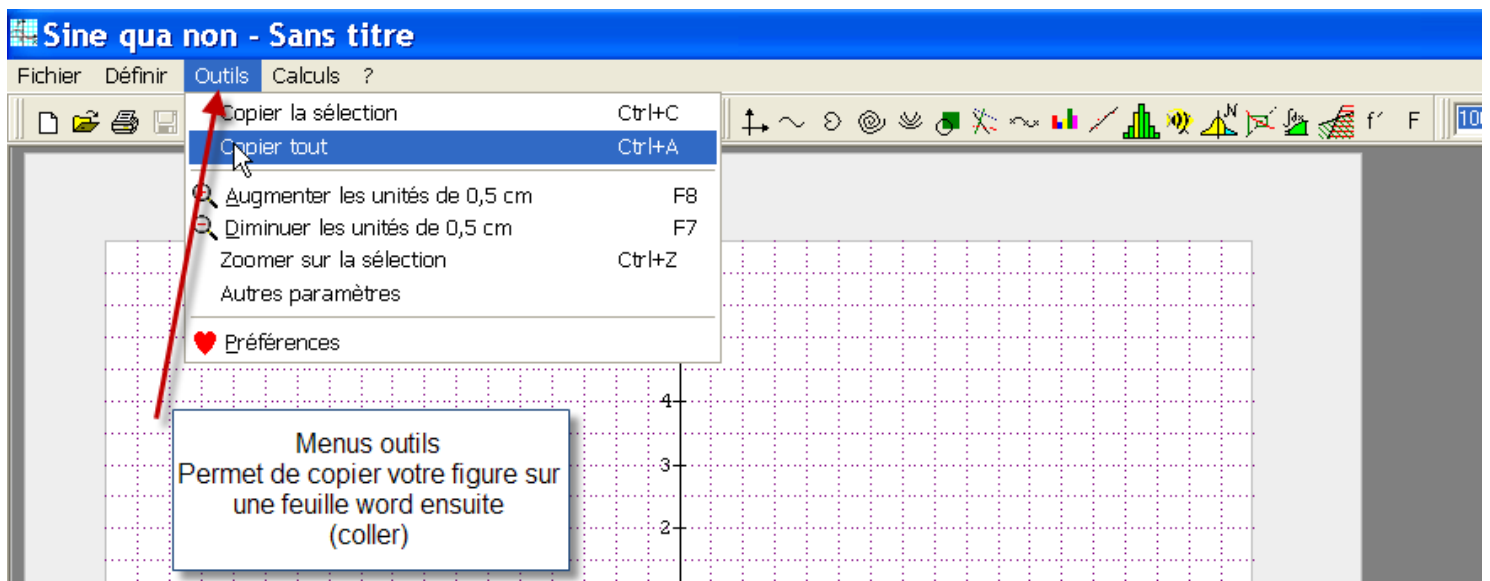 Sine qua non - Sans titre
Fichier Définir Outils Calculs ?
Copier la sélection Ctrl+C
Copier tout Ctrl+A
Augmenter les unités de 0,5 cm F8
Diminuer les unités de 0,5 cm F7
Zoomer sur la sélection Ctrl+Z
Autres paramètres
Préférences
f' F
4
3
2
Menus outils
Permet de copier votre figure sur
une feuille word ensuite
(coller)